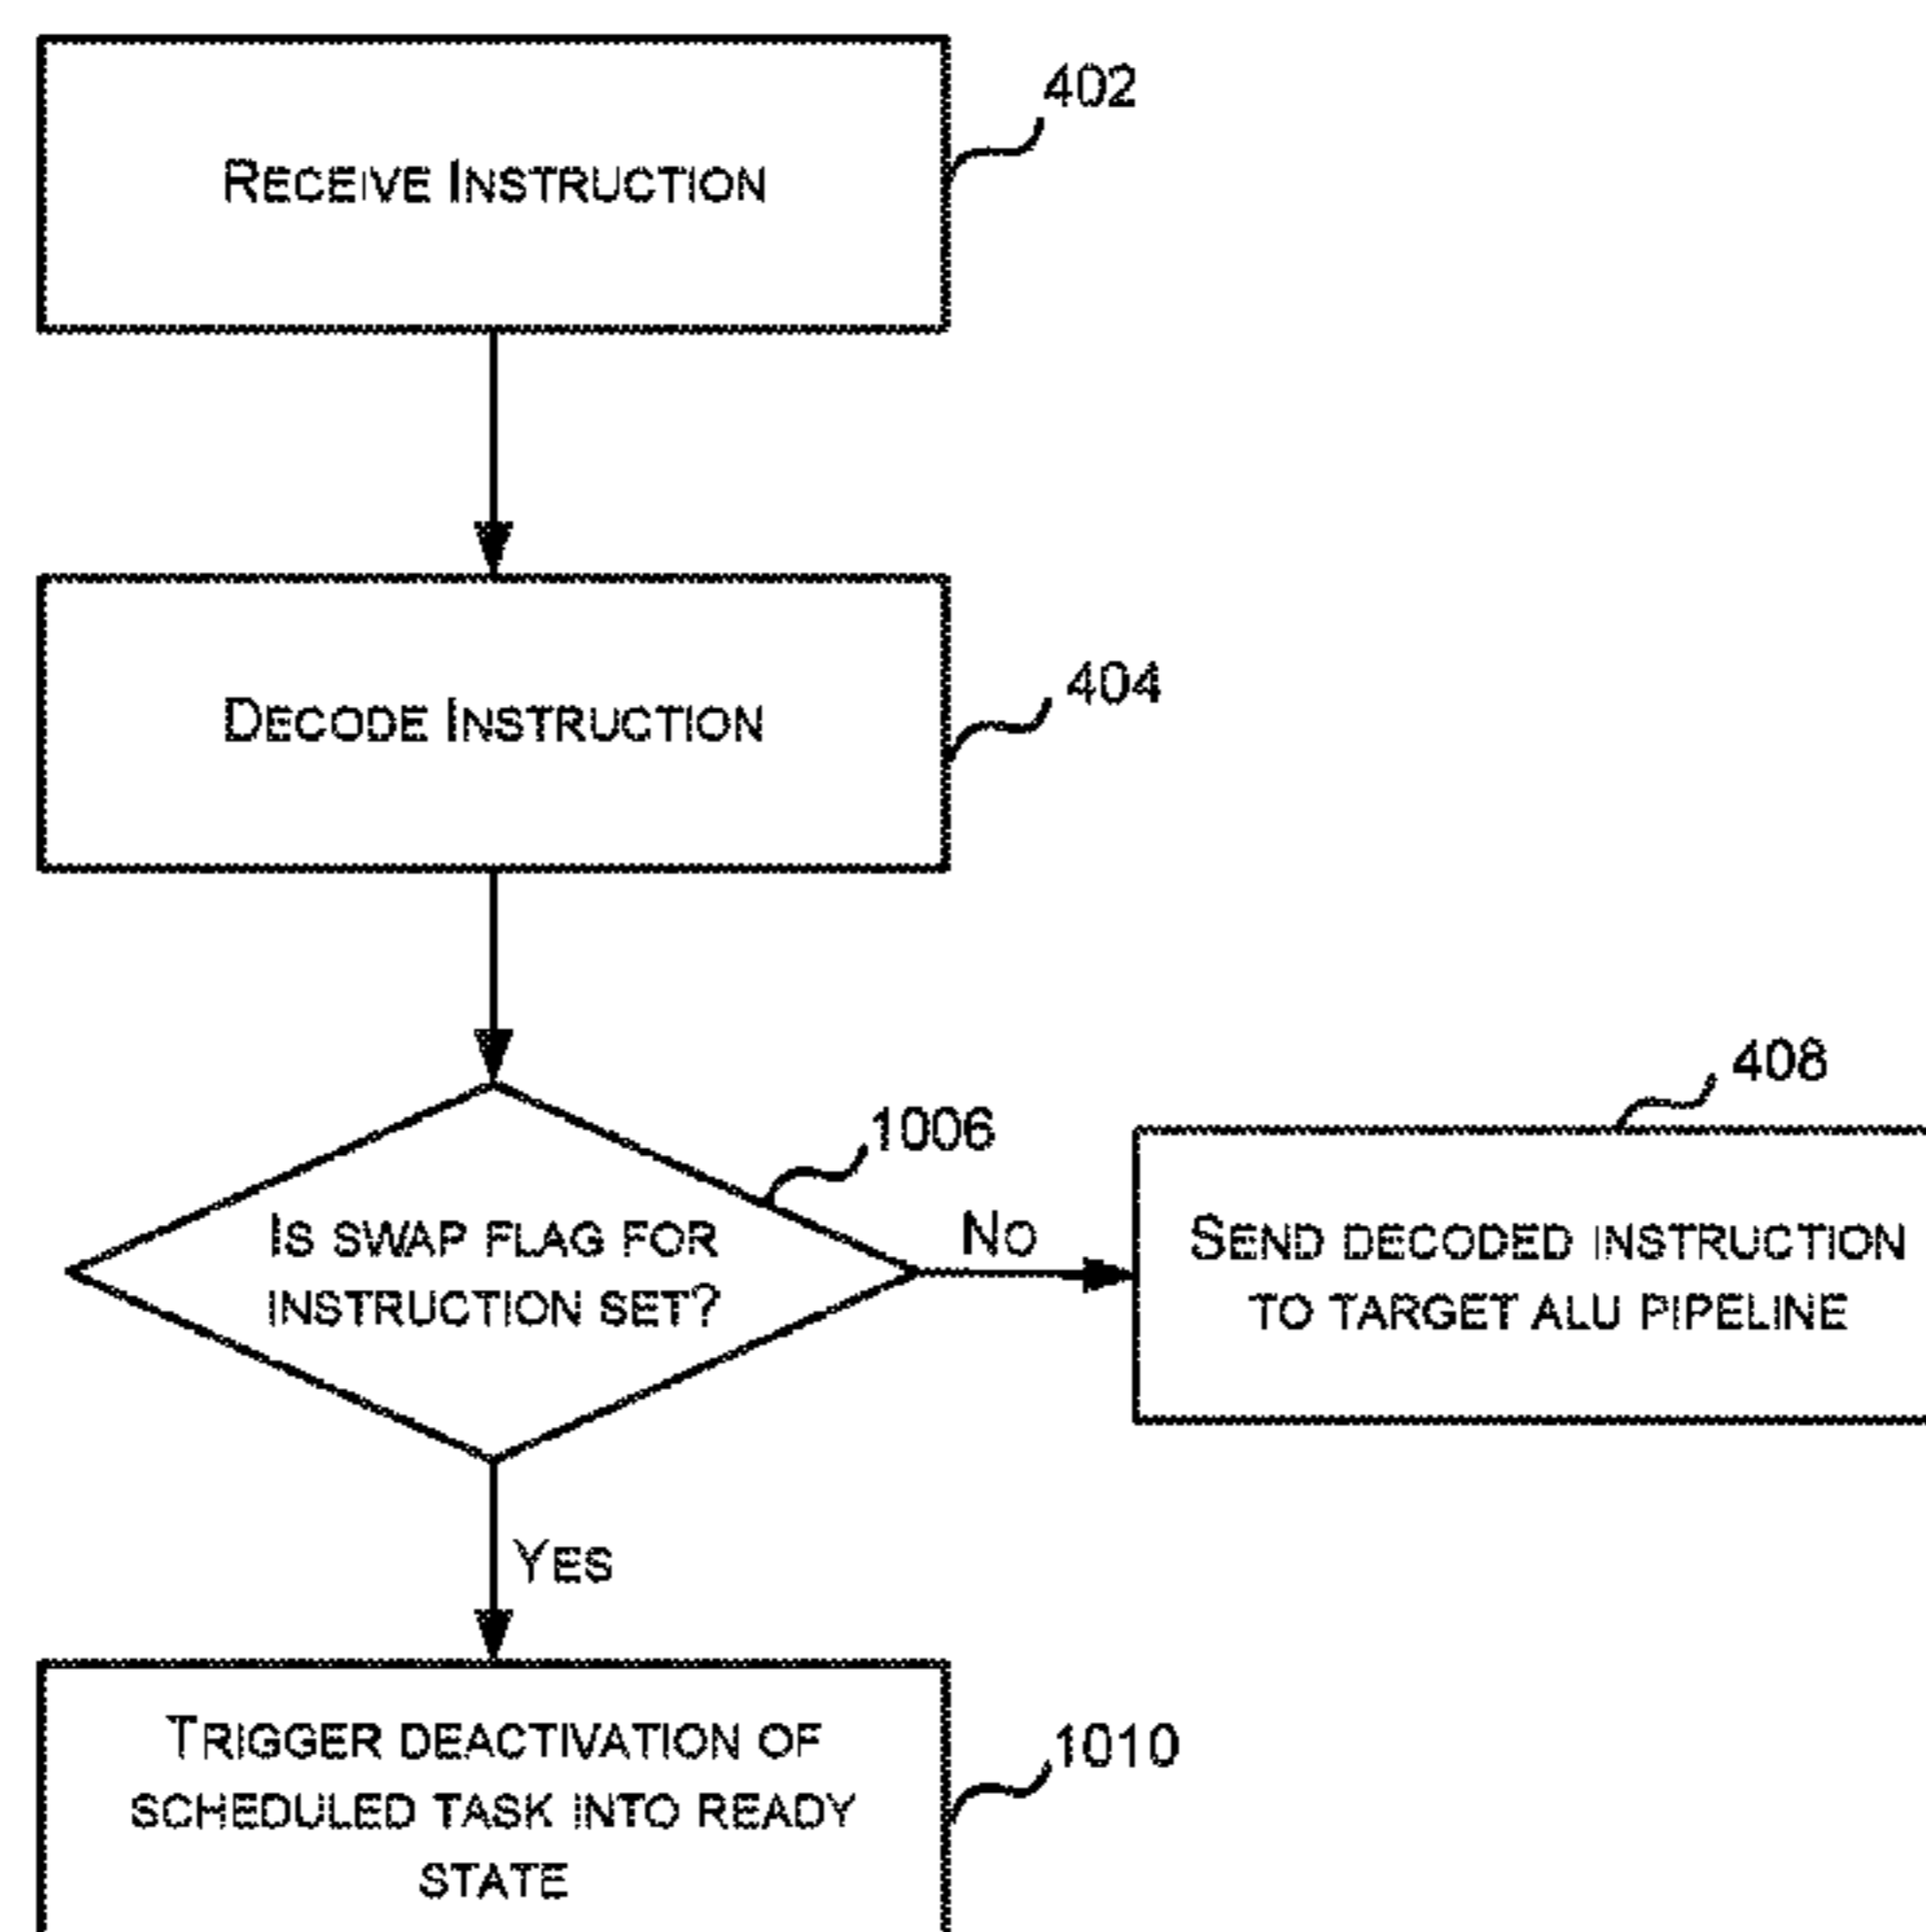 402
RECEIVE INSTRUCTION
404
DECODE INSTRUCTION
408
1006
IS SWAP FLAG FOR
INSTRUCTION SET?
NO
SEND DECODED INSTRUCTION
TO TARGET ALU PIPELINE
YES
TRIGGER DEACTIVATION OF
SCHEDULED TASK INTO READY
STATE
1010